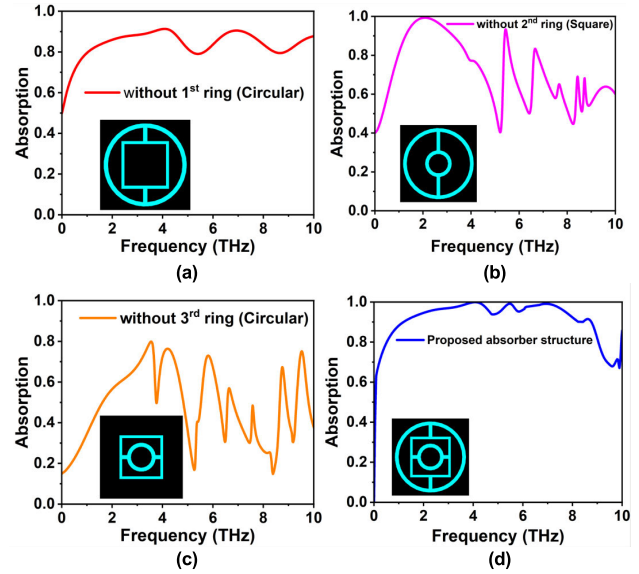 (a)
1.0
0.8
0.6
0.4
0.2
0.0
Absorption
without 1st ring (Circular)
0 2 4 6 8 10
Frequency (THz)
(b)
1.0
0.8
0.6
0.4
0.2
0.0
Absorption
without 2nd ring (Square)
0 2 4 6 8 10
Frequency (THz)
1.0
0.8
0.6
0.4
0.2
0.0
Absorption
without 3rd ring (Circular)
0 2 4 6 8 10
Frequency (THz)
(c)
1.0
0.8
0.6
0.4
0.2
0.0
Absorption
Proposed absorber structure
0 2 4 6 8 10
Frequency (THz)
(d)